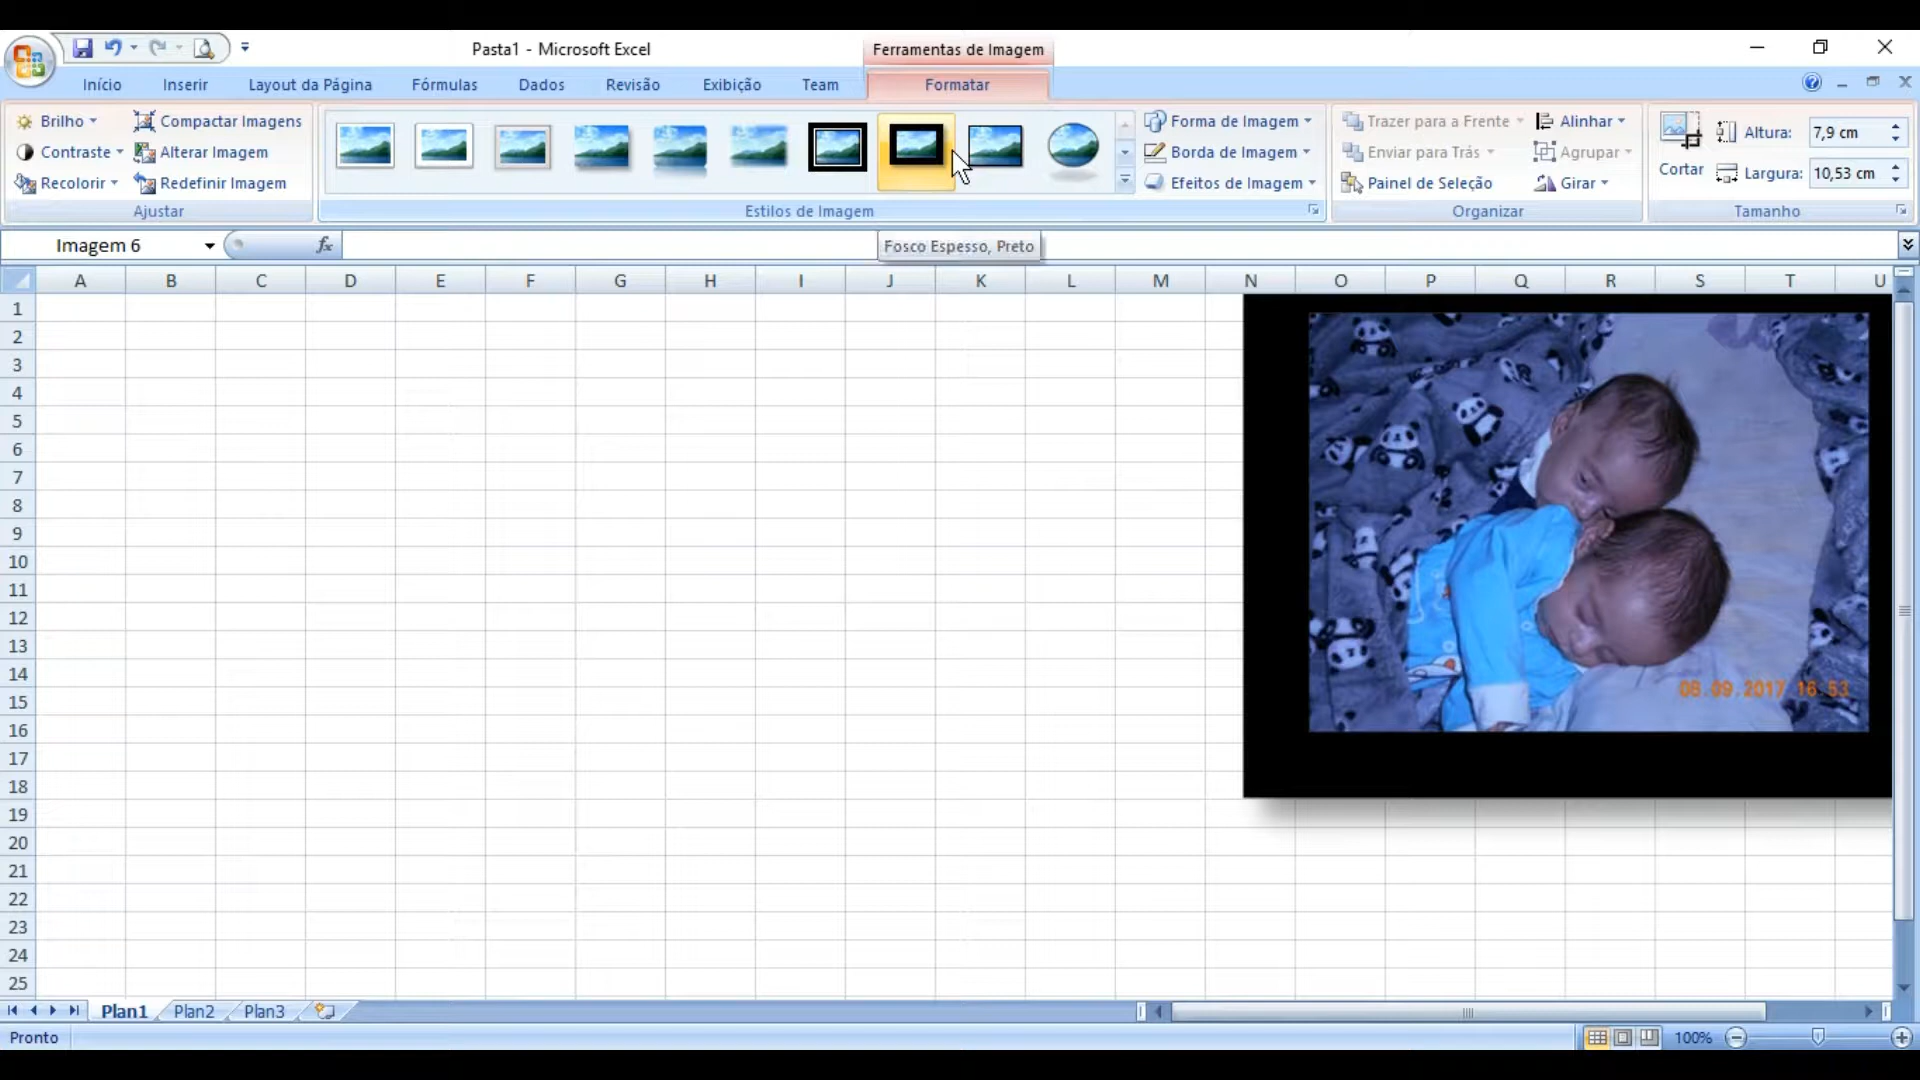 Pasta1 - Microsoft Excel
Ferramentas de Imagem
Início
Inserir
Layout da Página
Fórmulas
Dados
Revisão
Exibição
Team
Formatar
Brilho
Compactar Imagens
Contraste
Alterar Imagem
Recolorir
Redefinir Imagem
Ajustar
Forma de Imagem
Borda de Imagem
Efeitos de Imagem
Estilos de Imagem
Trazer para a Frente
Enviar para Trás
Painel de Seleção
Alinhar
Agrupar
Girar
Organizar
Cortar
Altura: 7,9 cm
Largura: 10,53 cm
Tamanho
Imagem 6
fx
Fosco Espesso, Preto
A B C D E F G H I J K L M N O P Q R S T U
1
2
3
4
5
6
7
8
9
10
11
12
13
14
15
16
17
18
19
20
21
22
23
24
25
08.09.2017 16:53
Plan1
Plan2
Plan3
Pronto
100%